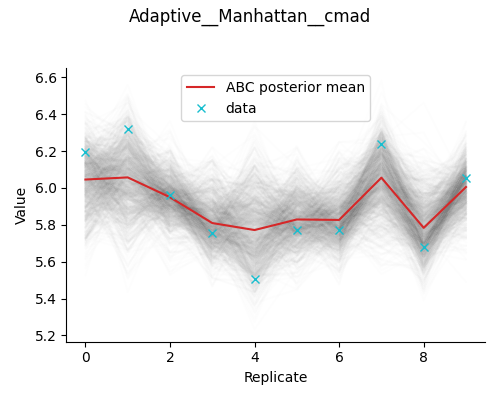 Adaptive__Manhattan__cmad
ABC posterior mean
data
Value
6.6
6.4
6.2
6.0
5.8
5.6
5.4
5.2
0 2 4 6 8
Replicate